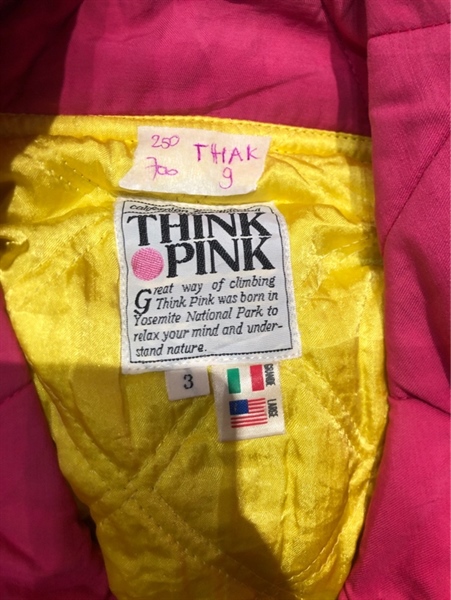 250 THAK
700 9
THINK
PINK
Great way of climbing
Think Pink was born in
Yosemite National Park to
relax your mind and under-
stand nature.
3
GRANDE
LARGE